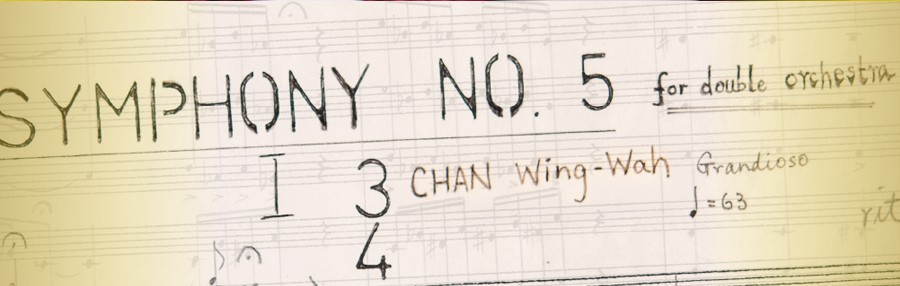 SYMPHONY NO. 5 for double orchestra
I 3 CHAN Wing-Wah Grandioso
4 ♩=63 rit